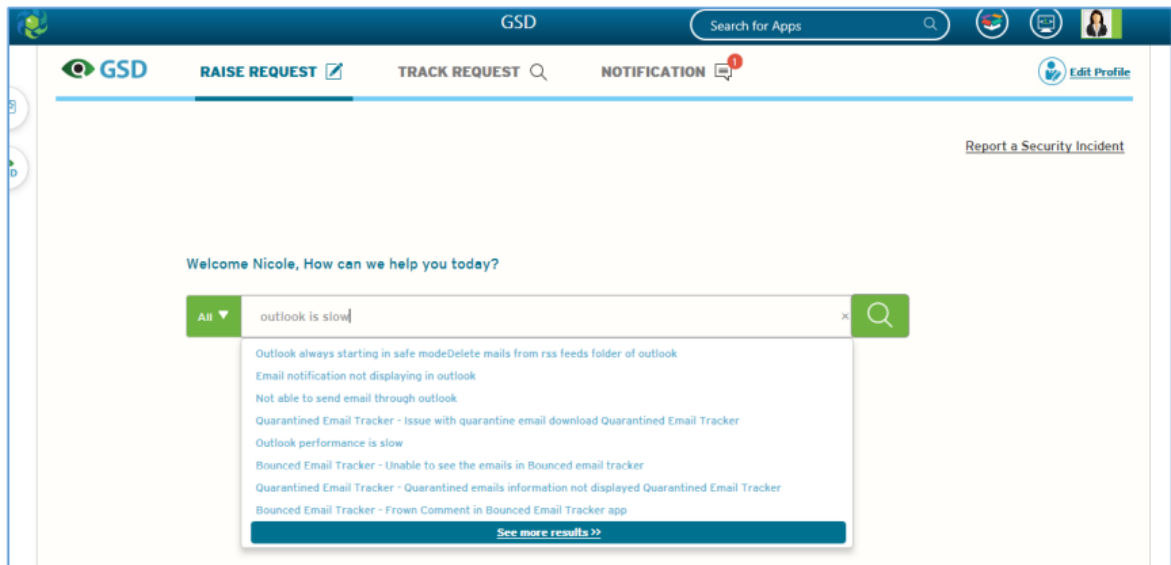 GSD
Search for Apps
GSD
RAISE REQUEST
TRACK REQUEST
NOTIFICATION
1
Edit Profile
Report a Security Incident
Welcome Nicole, How can we help you today?
All
outlook is slow
×
Outlook always starting in safe modeDelete mails from rss feeds folder of outlook
Email notification not displaying in outlook
Not able to send email through outlook
Quarantined Email Tracker - Issue with quarantine email download Quarantined Email Tracker
Outlook performance is slow
Bounced Email Tracker - Unable to see the emails in Bounced email tracker
Quarantined Email Tracker - Quarantined emails information not displayed Quarantined Email Tracker
Bounced Email Tracker - Frown Comment in Bounced Email Tracker app
See more results >>